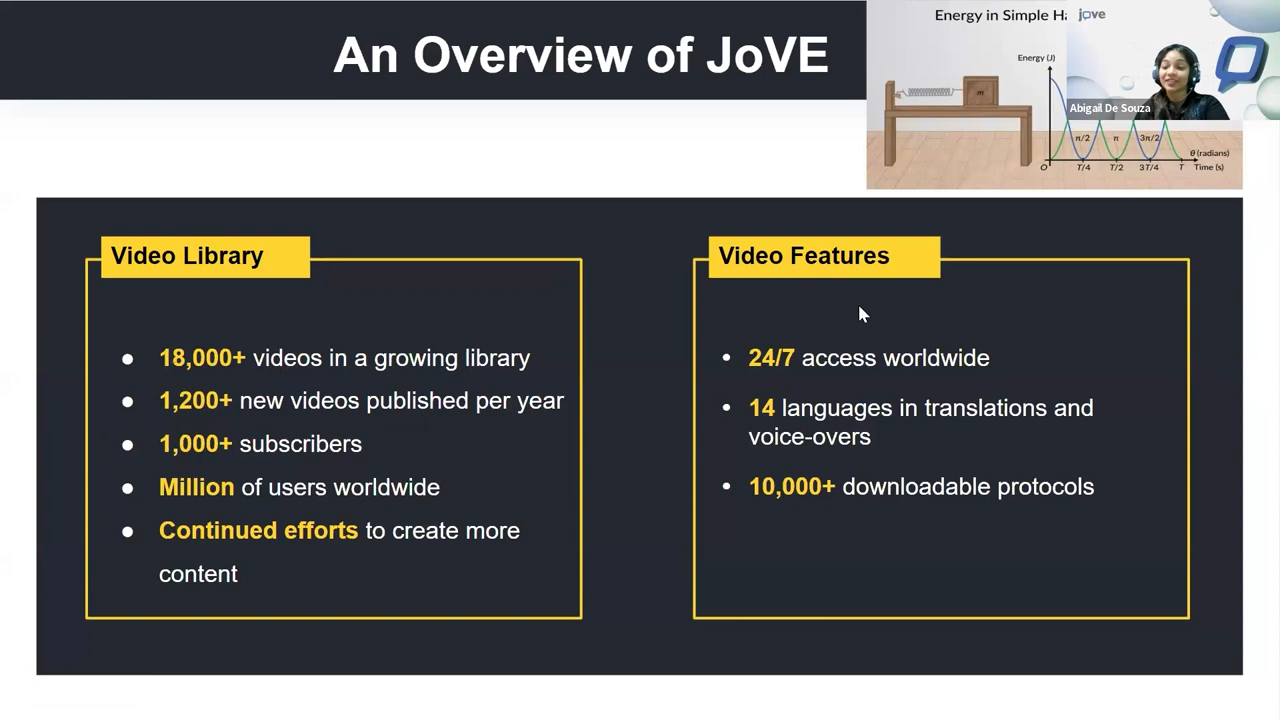 An Overview of JoVE
Energy in Simple Ha
jove
Energy (J)
Abigail De Souza
m
π/2
π
3π/2
θ (radians)
O
T/4
T/2
3T/4
T
Time (s)
Video Library
● 18,000+ videos in a growing library
● 1,200+ new videos published per year
● 1,000+ subscribers
● Million of users worldwide
● Continued efforts to create more
content
Video Features
• 24/7 access worldwide
• 14 languages in translations and
voice-overs
• 10,000+ downloadable protocols